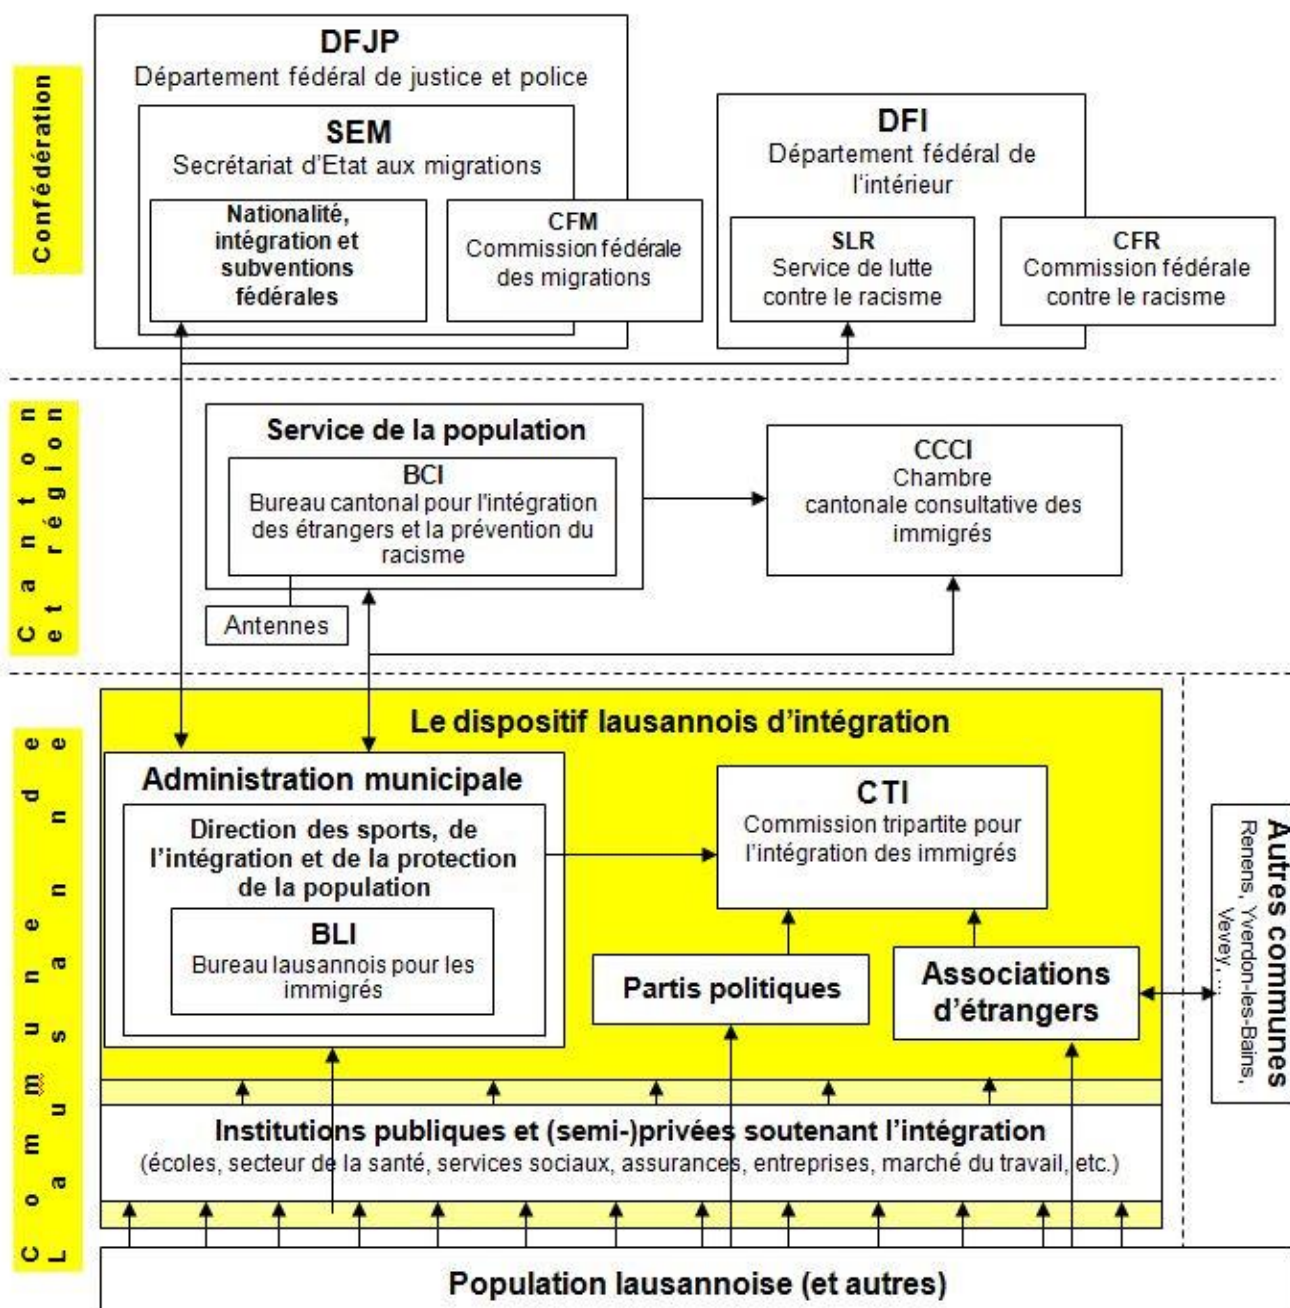 Confédération
DFJP
Département fédéral de justice et police
SEM
Secrétariat d'Etat aux migrations
Nationalité,
intégration et
subventions
fédérales
CFM
Commission fédérale
des migrations
DFI
Département fédéral de
l'intérieur
SLR
Service de lutte
contre le racisme
CFR
Commission fédérale
contre le racisme
Canton
et région
Service de la population
BCI
Bureau cantonal pour l'intégration
des étrangers et la prévention du
racisme
Antennes
CCCI
Chambre
cantonale consultative des
immigrés
Commune de
Lausanne
Le dispositif lausannois d'intégration
Administration municipale
Direction des sports, de
l'intégration et de la protection
de la population
BLI
Bureau lausannois pour les
immigrés
CTI
Commission tripartite pour
l'intégration des immigrés
Partis politiques
Associations
d'étrangers
Autres communes
Renens, Yverdon-les-Bains,
Vevey,...
Institutions publiques et (semi-)privées soutenant l'intégration
(écoles, secteur de la santé, services sociaux, assurances, entreprises, marché du travail, etc.)
Population lausannoise (et autres)